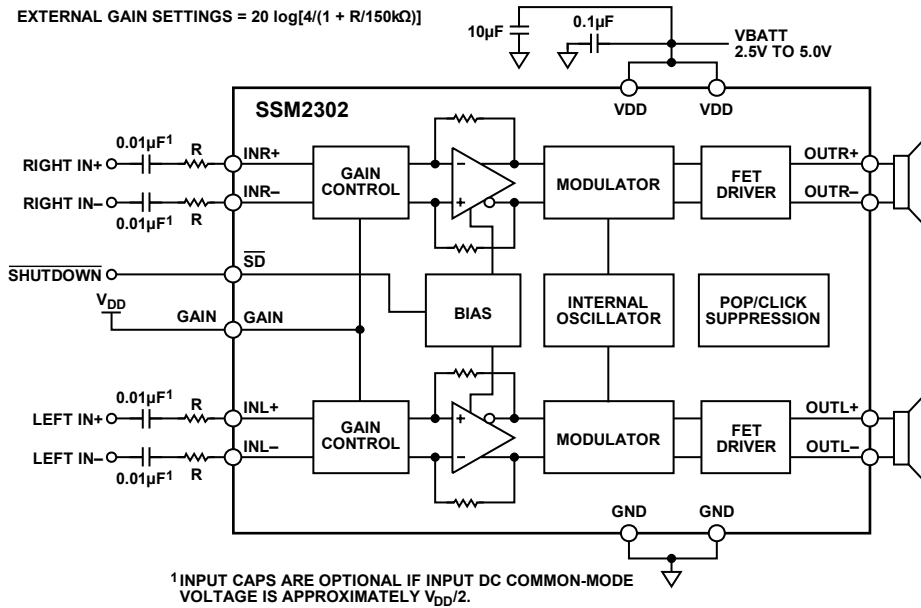 EXTERNAL GAIN SETTINGS = 20 log[4/(1 + R/150kΩ)]
10µF
0.1µF
VBATT
2.5V TO 5.0V
VDD
VDD
SSM2302
0.01µF¹
R
RIGHT IN+
INR+
RIGHT IN–
INR–
0.01µF¹
R
GAIN
CONTROL
–
+
MODULATOR
FET
DRIVER
OUTR+
OUTR–
SHUTDOWN
SD
VDD
GAIN
GAIN
BIAS
INTERNAL
OSCILLATOR
POP/CLICK
SUPPRESSION
0.01µF¹
R
LEFT IN+
INL+
LEFT IN–
INL–
0.01µF¹
R
GAIN
CONTROL
+
–
MODULATOR
FET
DRIVER
OUTL+
OUTL–
GND
GND
¹ INPUT CAPS ARE OPTIONAL IF INPUT DC COMMON-MODE
VOLTAGE IS APPROXIMATELY VDD/2.